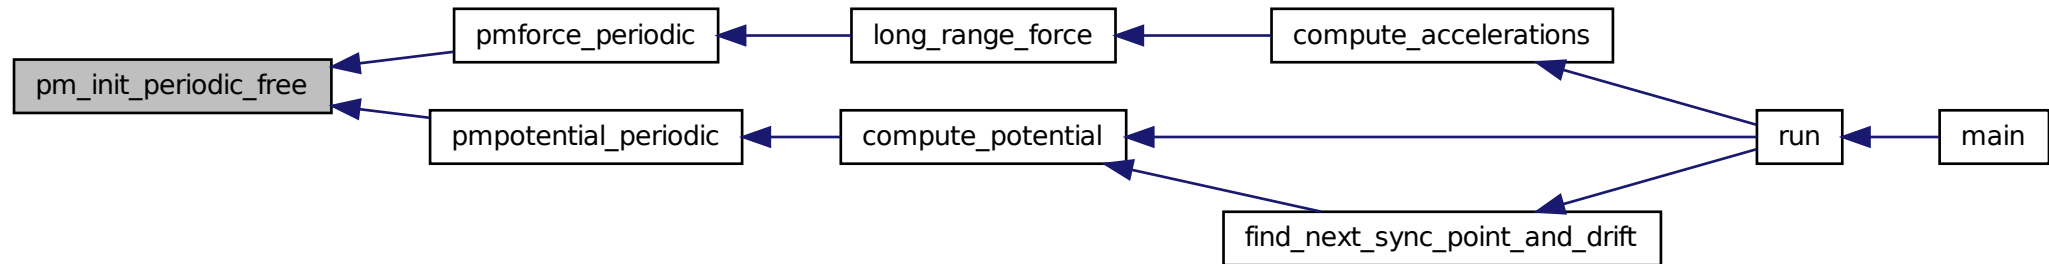 pmforce_periodic
long_range_force
compute_accelerations
pm_init_periodic_free
pmpotential_periodic
compute_potential
run
main
find_next_sync_point_and_drift